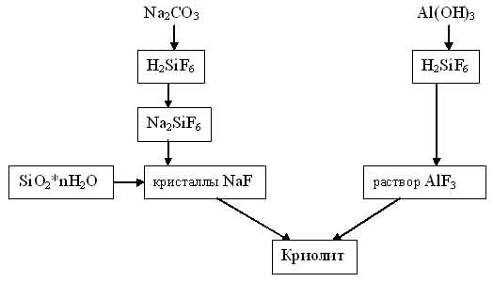 Na₂CO₃
Al(OH)₃
H₂SiF₆
H₂SiF₆
Na₂SiF₆
SiO₂*nH₂O
кристаллы NaF
раствор AlF₃
Криолит